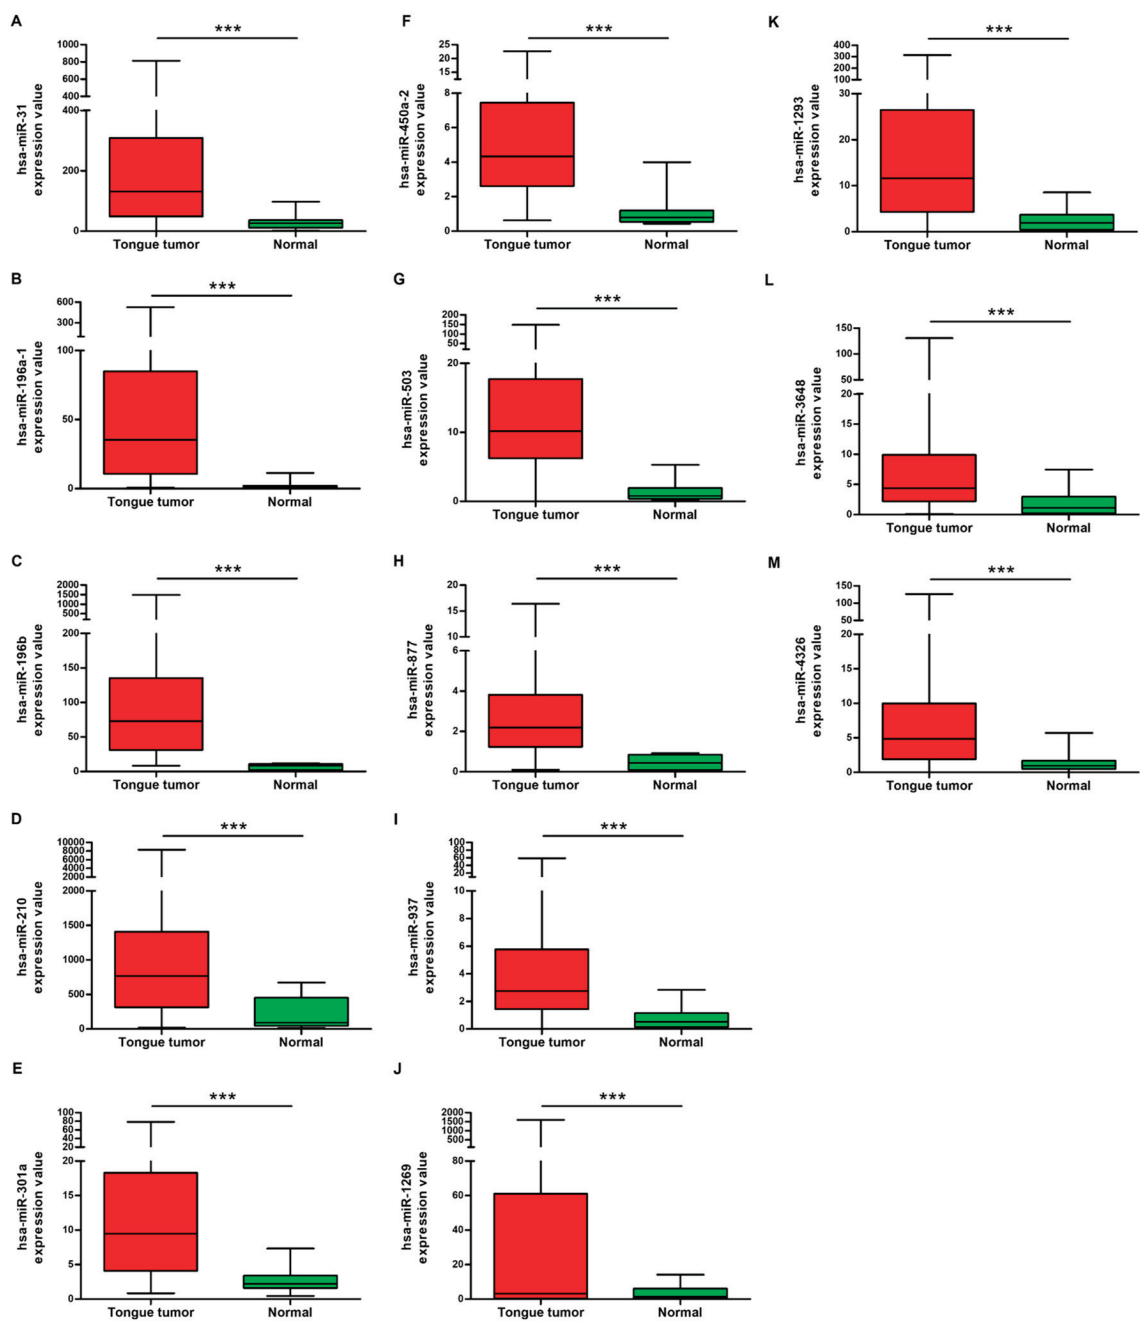 A
***
hsa-miR-31
expression value
1000
800
600
400
400
200
0
Tongue tumor
Normal
B
***
hsa-miR-196a-1
expression value
600
300
100
50
0
Tongue tumor
Normal
C
***
hsa-miR-196b
expression value
2000
1500
1000
500
200
150
100
50
0
Tongue tumor
Normal
D
***
hsa-miR-210
expression value
10000
8000
6000
4000
2000
2000
1500
1000
500
0
Tongue tumor
Normal
E
***
hsa-miR-301a
expression value
100
80
60
40
20
20
15
10
5
0
Tongue tumor
Normal
F
***
hsa-miR-450a-2
expression value
25
20
15
10
8
6
4
2
0
Tongue tumor
Normal
G
***
hsa-miR-503
expression value
200
150
100
50
20
20
10
0
Tongue tumor
Normal
H
***
hsa-miR-877
expression value
20
15
10
6
4
2
0
Tongue tumor
Normal
I
***
hsa-miR-937
expression value
100
80
60
40
20
10
8
6
4
2
0
Tongue tumor
Normal
J
***
hsa-miR-1269
expression value
2000
1500
1000
500
80
60
40
20
0
Tongue tumor
Normal
K
***
hsa-miR-1293
expression value
400
300
200
100
30
20
10
0
Tongue tumor
Normal
L
***
hsa-miR-3648
expression value
150
100
50
20
15
10
5
0
Tongue tumor
Normal
M
***
hsa-miR-4326
expression value
150
100
50
20
15
10
5
0
Tongue tumor
Normal